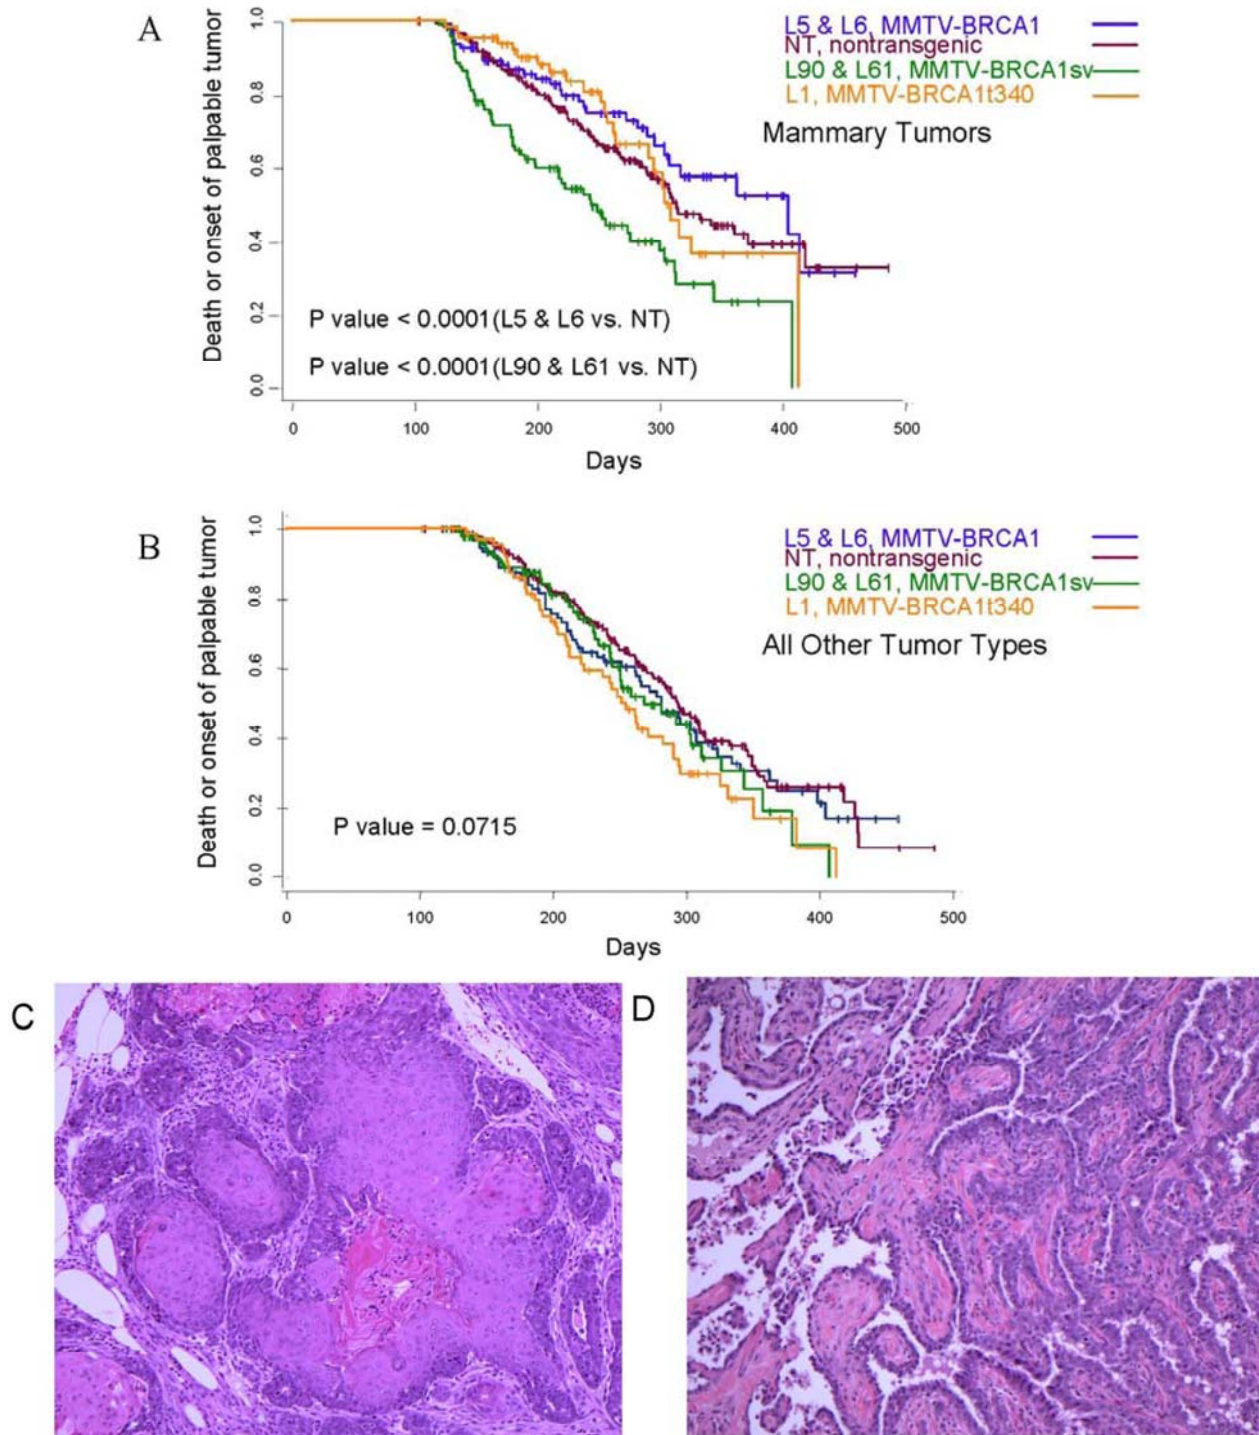 A
Death or onset of palpable tumor
1.0
0.8
0.6
0.4
0.2
0.0
L5 & L6, MMTV-BRCA1
NT, nontransgenic
L90 & L61, MMTV-BRCA1sv
L1, MMTV-BRCA1t340
Mammary Tumors
P value < 0.0001(L5 & L6 vs. NT)
P value < 0.0001(L90 & L61 vs. NT)
0 100 200 300 400 500
Days
B
Death or onset of palpable tumor
1.0
0.8
0.6
0.4
0.2
0.0
L5 & L6, MMTV-BRCA1
NT, nontransgenic
L90 & L61, MMTV-BRCA1sv
L1, MMTV-BRCA1t340
All Other Tumor Types
P value = 0.0715
0 100 200 300 400 500
Days
C
D